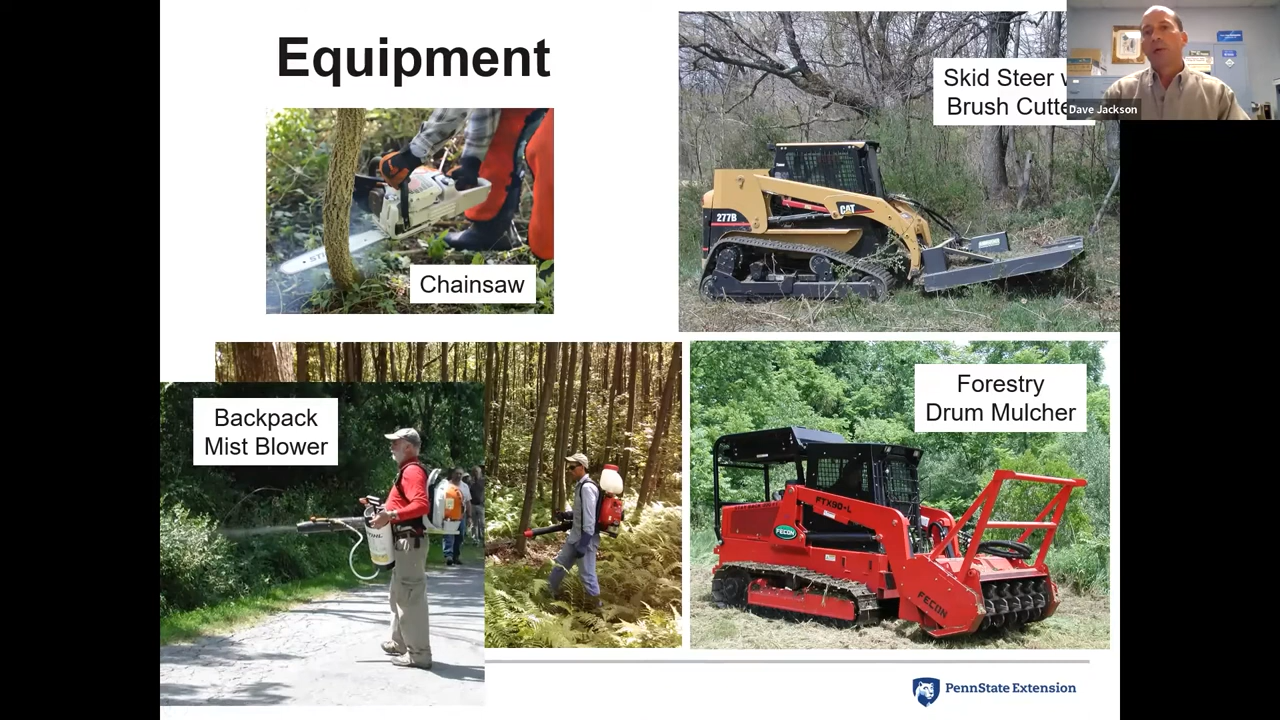 Equipment
Skid Steer w
Brush Cutte
Dave Jackson
277B
CAT
Chainsaw
Forestry
Drum Mulcher
Backpack
Mist Blower
FTX90-L
FECON
FECON
PennState Extension